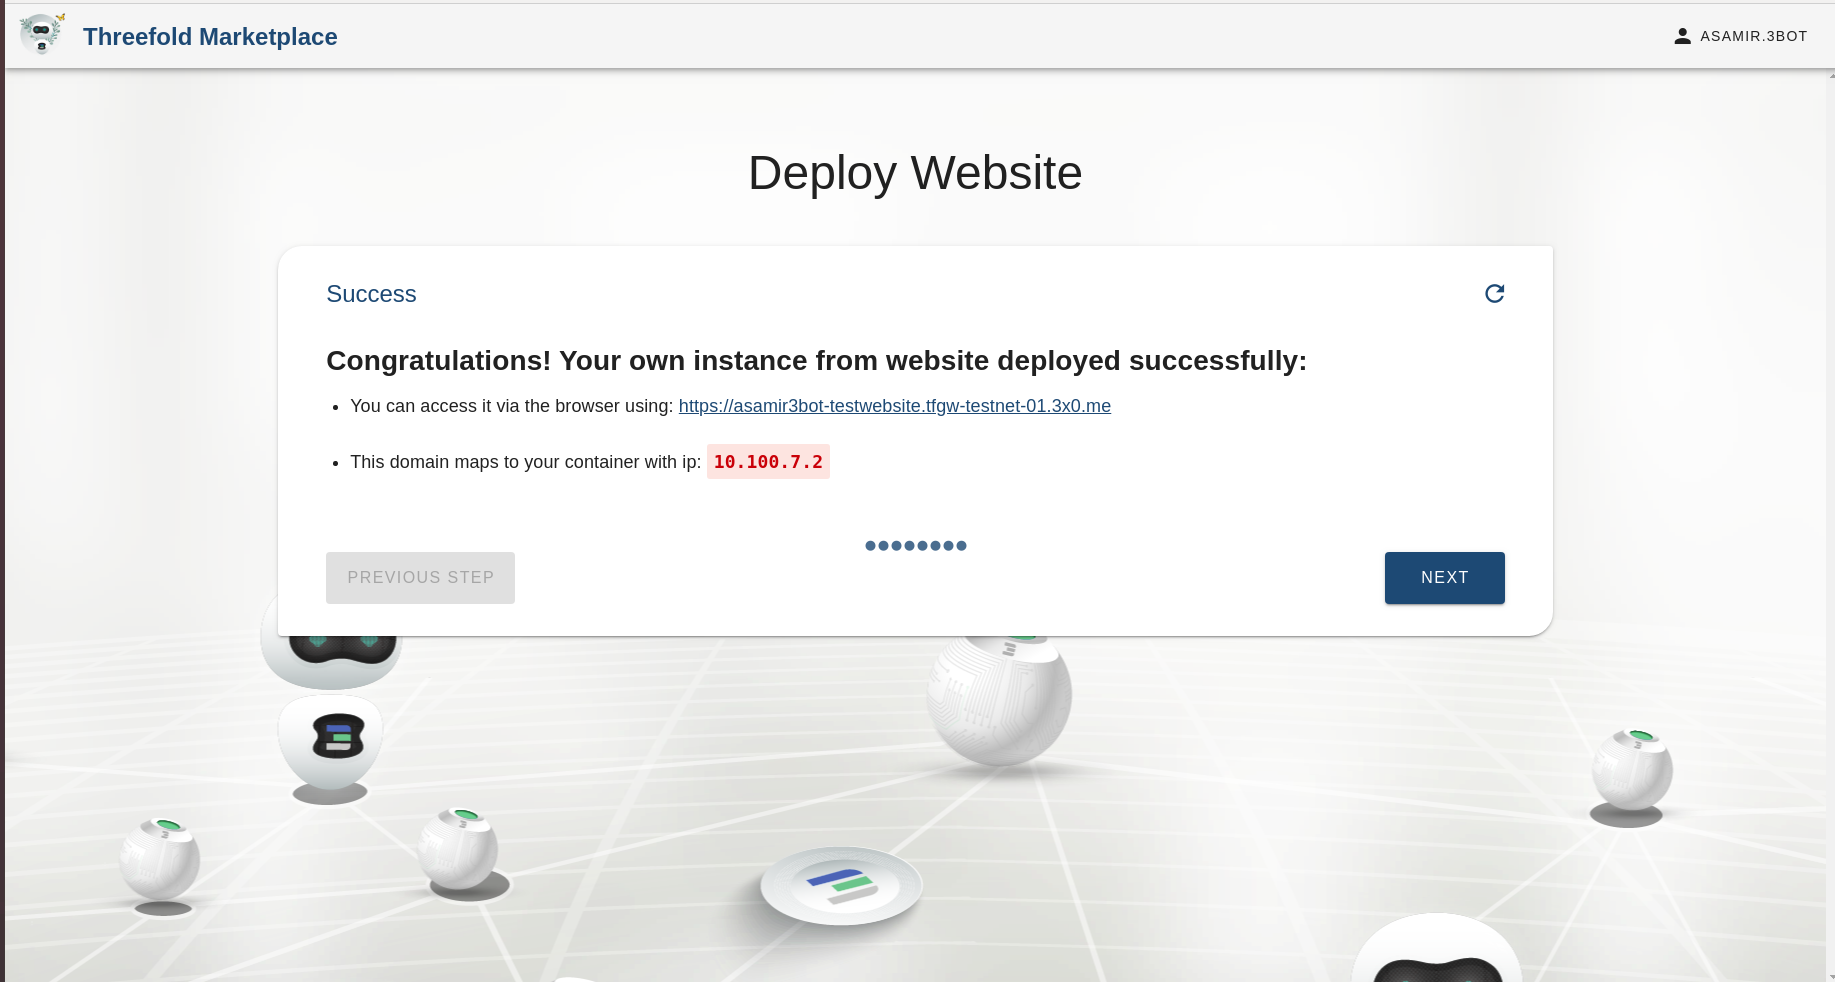 Threefold Marketplace
ASAMIR.3BOT
Deploy Website
Success
Congratulations! Your own instance from website deployed successfully:
• You can access it via the browser using: https://asamir3bot-testwebsite.tfgw-testnet-01.3x0.me
• This domain maps to your container with ip: 10.100.7.2
PREVIOUS STEP
NEXT